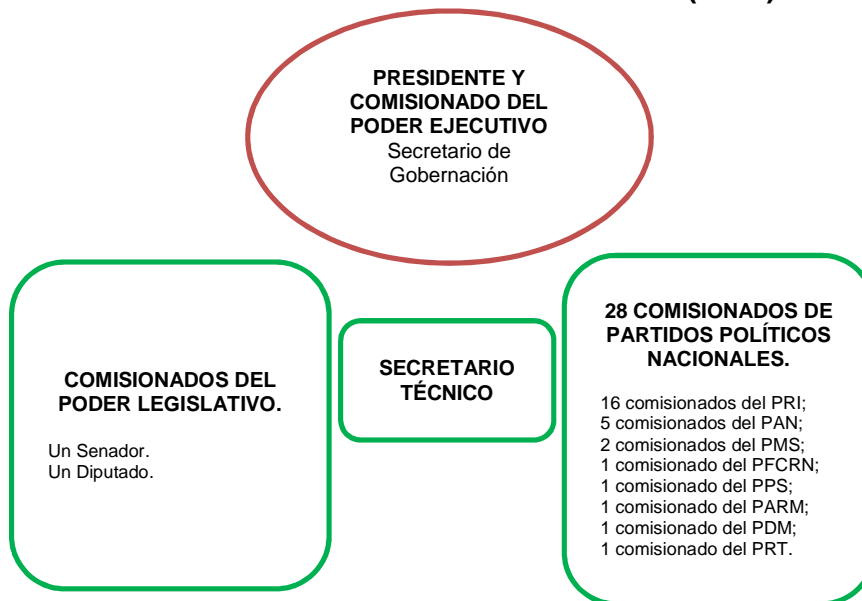 PRESIDENTE Y
COMISIONADO DEL
PODER EJECUTIVO
Secretario de
Gobernación
COMISIONADOS DEL
PODER LEGISLATIVO.
Un Senador.
Un Diputado.
SECRETARIO
TÉCNICO
28 COMISIONADOS DE
PARTIDOS POLÍTICOS
NACIONALES.
16 comisionados del PRI;
5 comisionados del PAN;
2 comisionados del PMS;
1 comisionado del PFCRN;
1 comisionado del PPS;
1 comisionado del PARM;
1 comisionado del PDM;
1 comisionado del PRT.